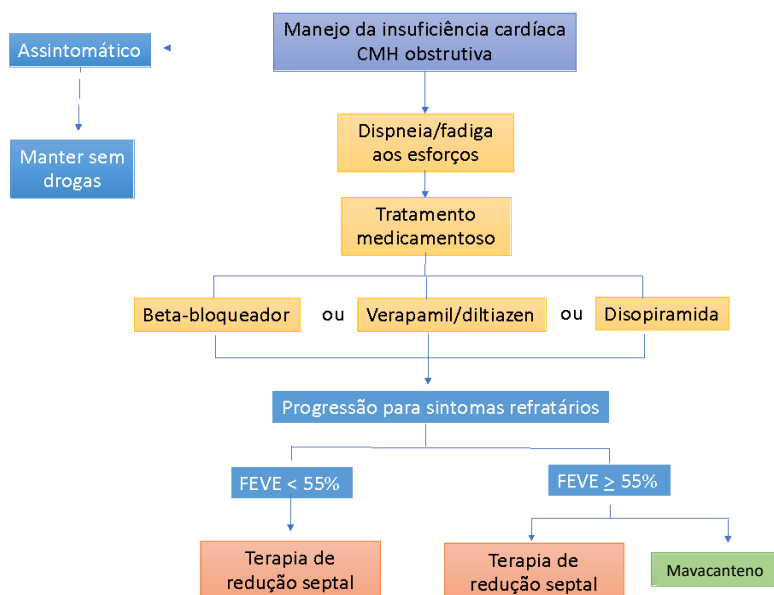 Manejo da insuficiência cardíaca
CMH obstrutiva
Assintomático
Manter sem
drogas
Dispneia/fadiga
aos esforços
Tratamento
medicamentoso
Beta-bloqueador ou Verapamil/diltiazen ou Disopiramida
Progressão para sintomas refratários
FEVE < 55%
FEVE ≥ 55%
Terapia de
redução septal
Terapia de
redução septal
Mavacanteno